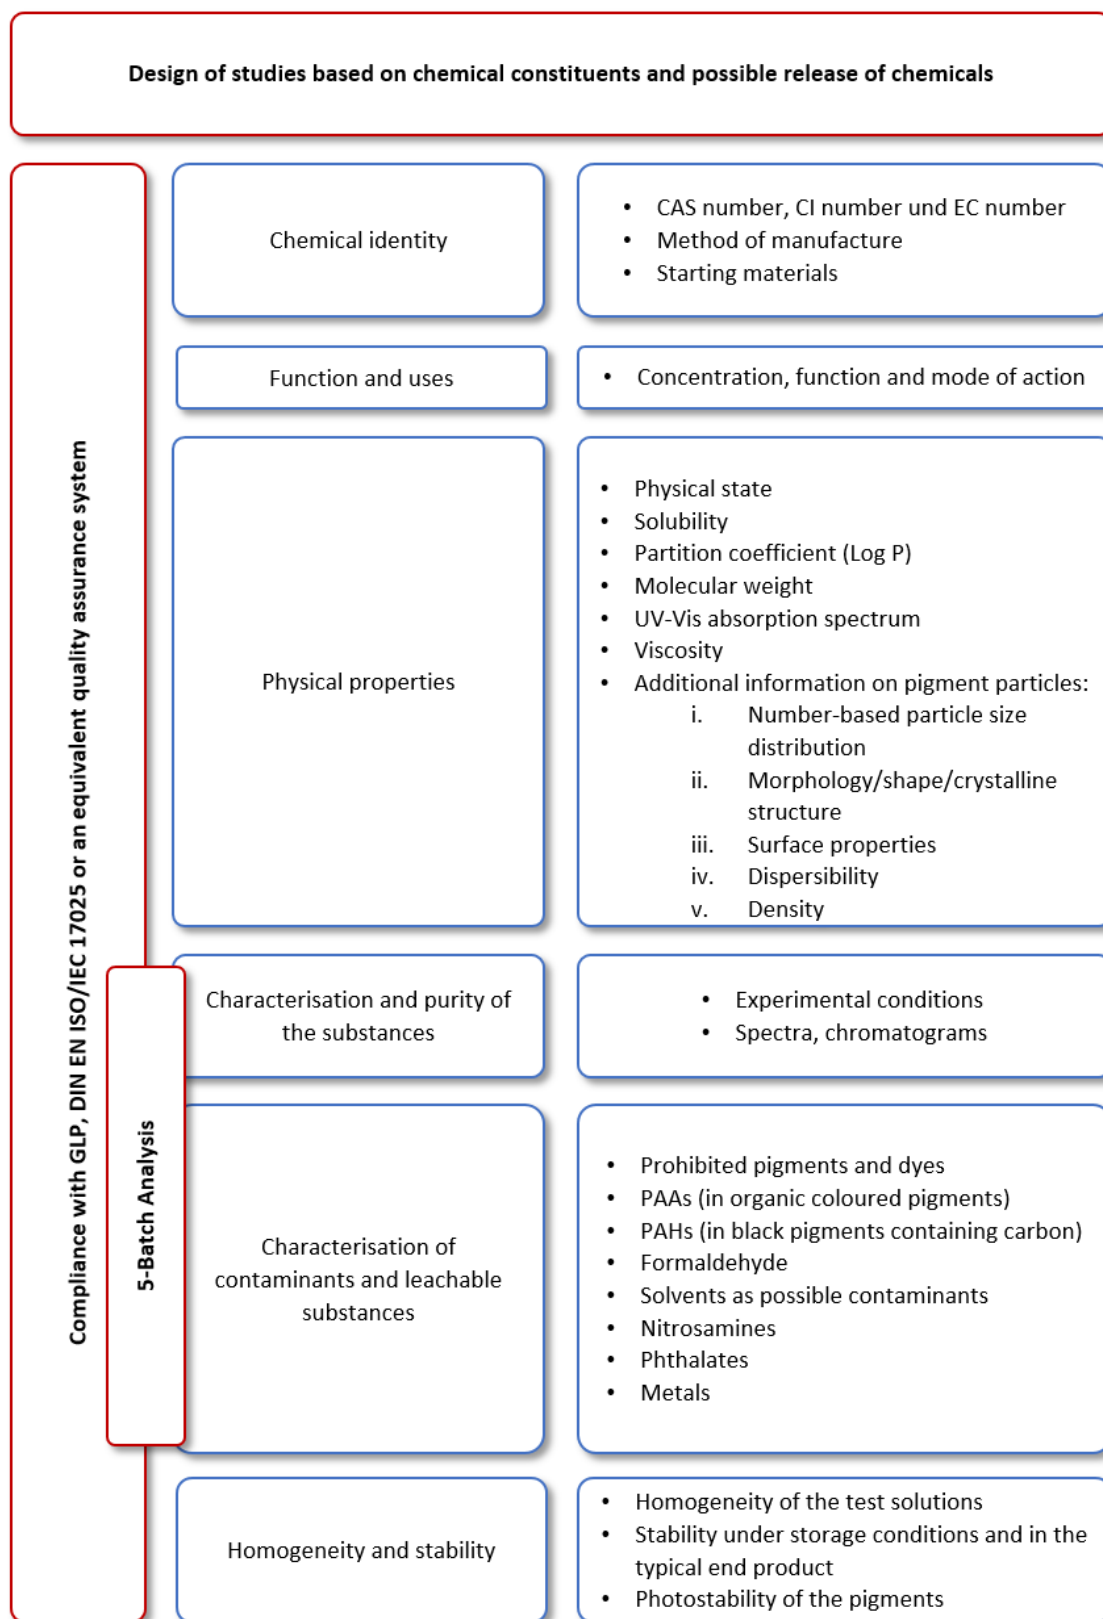 Design of studies based on chemical constituents and possible release of chemicals
Compliance with GLP, DIN EN ISO/IEC 17025 or an equivalent quality assurance system
Chemical identity
• CAS number, CI number und EC number
• Method of manufacture
• Starting materials
Function and uses
• Concentration, function and mode of action
Physical properties
• Physical state
• Solubility
• Partition coefficient (Log P)
• Molecular weight
• UV-Vis absorption spectrum
• Viscosity
• Additional information on pigment particles:
i. Number-based particle size
distribution
ii. Morphology/shape/crystalline
structure
iii. Surface properties
iv. Dispersibility
v. Density
5-Batch Analysis
Characterisation and purity of
the substances
• Experimental conditions
• Spectra, chromatograms
Characterisation of
contaminants and leachable
substances
• Prohibited pigments and dyes
• PAAs (in organic coloured pigments)
• PAHs (in black pigments containing carbon)
• Formaldehyde
• Solvents as possible contaminants
• Nitrosamines
• Phthalates
• Metals
Homogeneity and stability
• Homogeneity of the test solutions
• Stability under storage conditions and in the
typical end product
• Photostability of the pigments